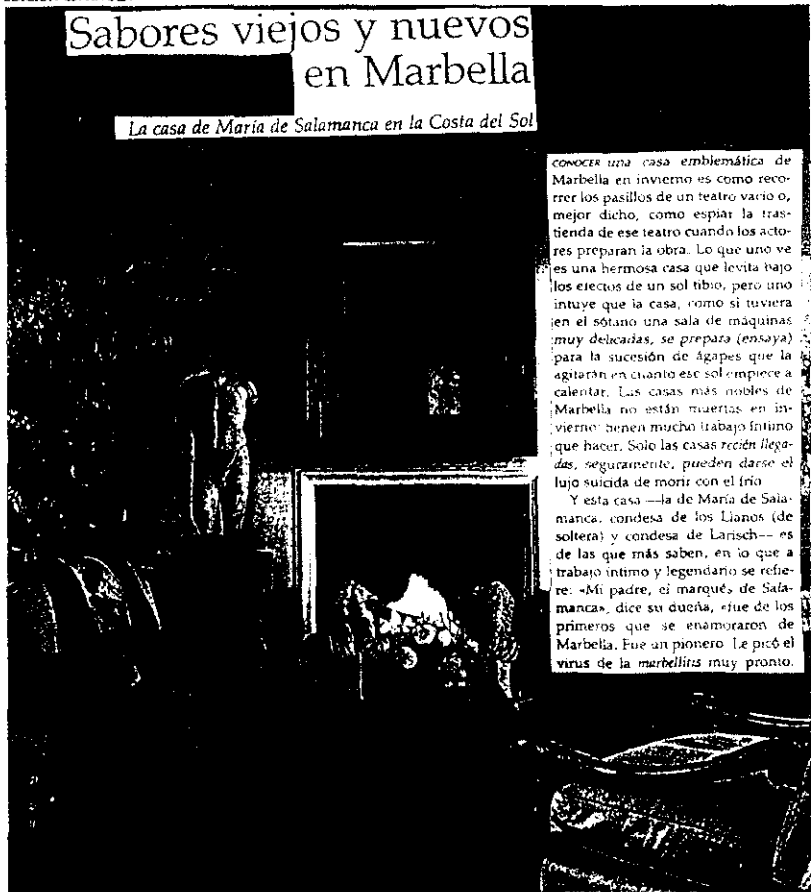 Sabores viejos y nuevos
en Marbella
La casa de María de Salamanca en la Costa del Sol
CONOCER una casa emblemática de
Marbella en invierno es como reco-
rrer los pasillos de un teatro vacío o,
mejor dicho, como espiar la tras-
tienda de ese teatro cuando los acto-
res preparan la obra. Lo que uno ve
es una hermosa casa que levita bajo
los efectos de un sol tibio, pero uno
intuye que la casa, como si tuviera
en el sótano una sala de máquinas
muy delicadas, se prepara (ensaya)
para la sucesión de ágapes que la
agitarán en cuanto ese sol empiece a
calentar. Las casas más nobles de
Marbella no están muertas en in-
vierno: tienen mucho trabajo íntimo
que hacer. Solo las casas recién llega-
das, seguramente, pueden darse el
lujo suicida de morir con el frío
Y esta casa —la de María de Sala-
manca, condesa de los Llanos (de
soltera) y condesa de Larisch— es
de las que más saben, en lo que a
trabajo íntimo y legendario se refie-
re: «Mi padre, el marqués de Sala-
manca», dice su dueña, «fue de los
primeros que se enamoraron de
Marbella. Fue un pionero. Le picó el
virus de la marbellitis muy pronto.